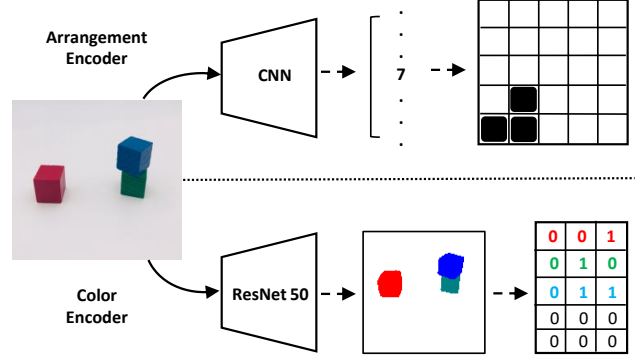 Arrangement
Encoder
CNN
7
Color
Encoder
ResNet 50
0 0 1
0 1 0
0 1 1
0 0 0
0 0 0